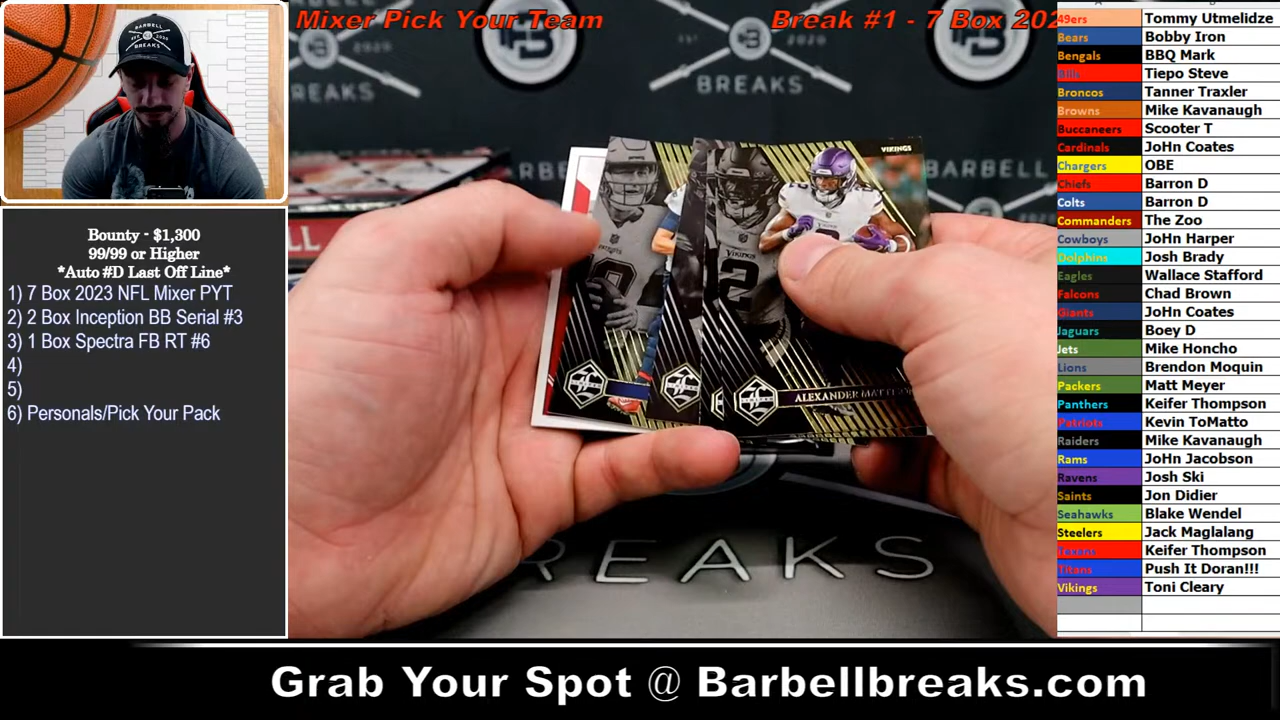 Mixer Pick Your Team
Break #1 - 7 Box 202
BARBELL
BREAKS
Bounty - $1,300
99/99 or Higher
*Auto #D Last Off Line*
1) 7 Box 2023 NFL Mixer PYT
2) 2 Box Inception BB Serial #3
3) 1 Box Spectra FB RT #6
4)
5)
6) Personals/Pick Your Pack
BREAKS
BREAKS
VIKINGS
ALEXANDER
REAKS
49ers Tommy Utmelidze
Bears Bobby Iron
Bengals BBQ Mark
Bills Tiepo Steve
Broncos Tanner Traxler
Browns Mike Kavanaugh
Buccaneers Scooter T
Cardinals JoHn Coates
Chargers OBE
Chiefs Barron D
Colts Barron D
Commanders The Zoo
Cowboys JoHn Harper
Dolphins Josh Brady
Eagles Wallace Stafford
Falcons Chad Brown
Giants JoHn Coates
Jaguars Boey D
Jets Mike Honcho
Lions Brendon Moquin
Packers Matt Meyer
Panthers Keifer Thompson
Patriots Kevin ToMatto
Raiders Mike Kavanaugh
Rams JoHn Jacobson
Ravens Josh Ski
Saints Jon Didier
Seahawks Blake Wendel
Steelers Jack Maglalang
Texans Keifer Thompson
Titans Push It Doran!!!
Vikings Toni Cleary
Grab Your Spot @ Barbellbreaks.com